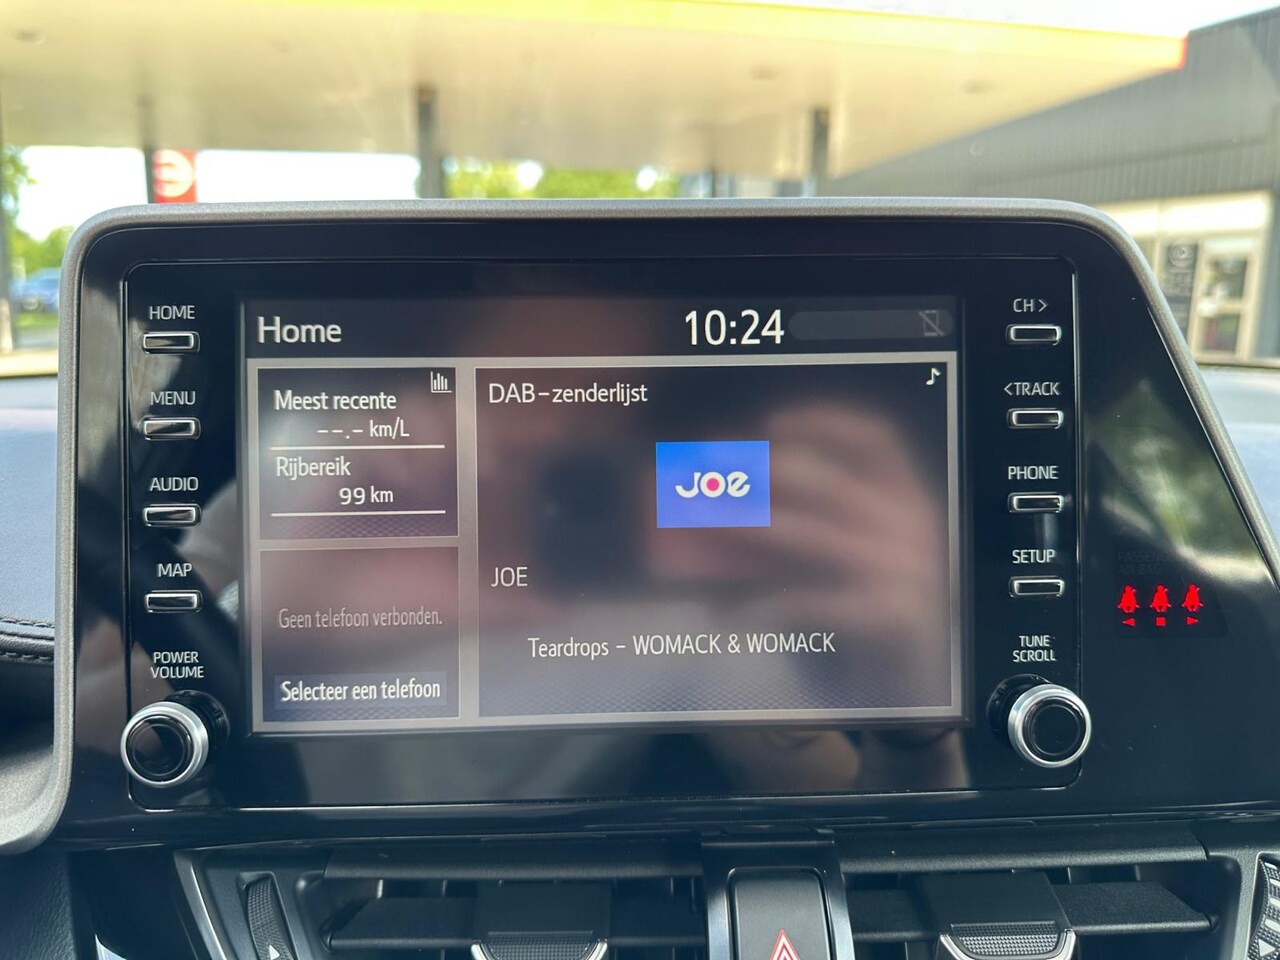 HOME
MENU
AUDIO
MAP
POWER
VOLUME
Home
10:24
Meest recente
--.- km/L
Rijbereik
99 km
Geen telefoon verbonden.
Selecteer een telefoon
DAB-zenderlijst
JOE
JOE
Teardrops - WOMACK & WOMACK
CH >
< TRACK
PHONE
SETUP
TUNE
SCROLL